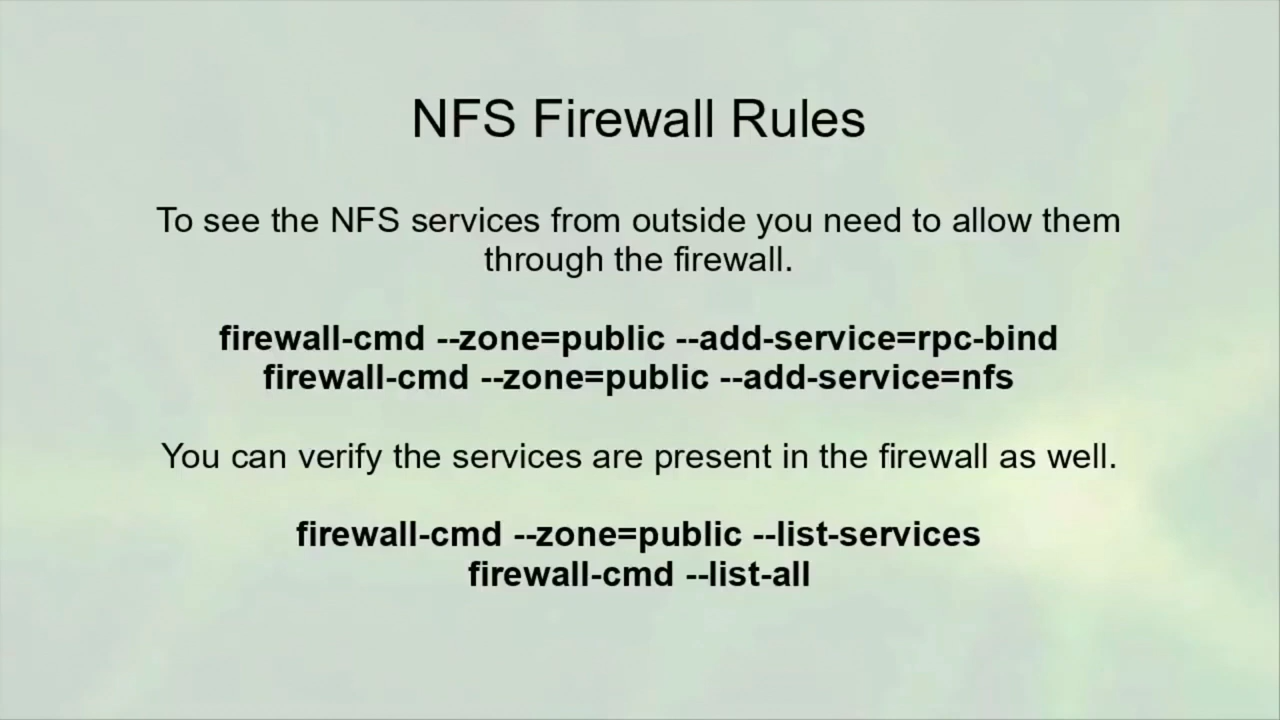 NFS Firewall Rules
To see the NFS services from outside you need to allow them
through the firewall.
firewall-cmd --zone=public --add-service=rpc-bind
firewall-cmd --zone=public --add-service=nfs
You can verify the services are present in the firewall as well.
firewall-cmd --zone=public --list-services
firewall-cmd --list-all